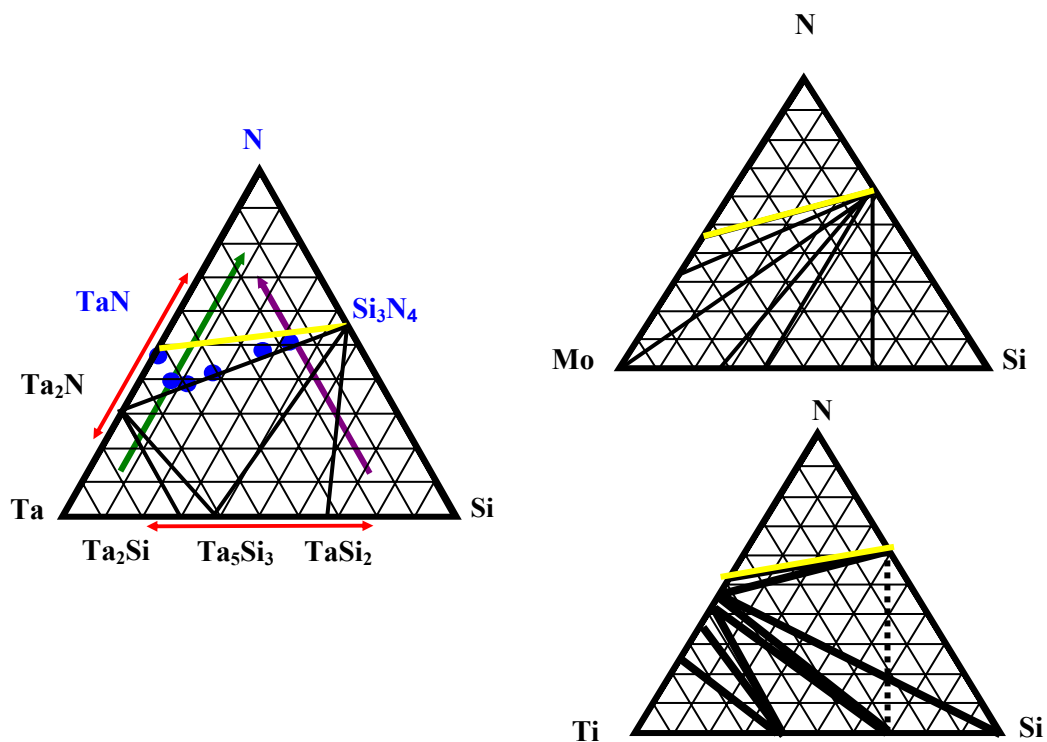 N
TaN
Si₃N₄
Ta₂N
Ta
Si
Ta₂Si
Ta₅Si₃
TaSi₂
N
Mo
Si
N
Ti
Si